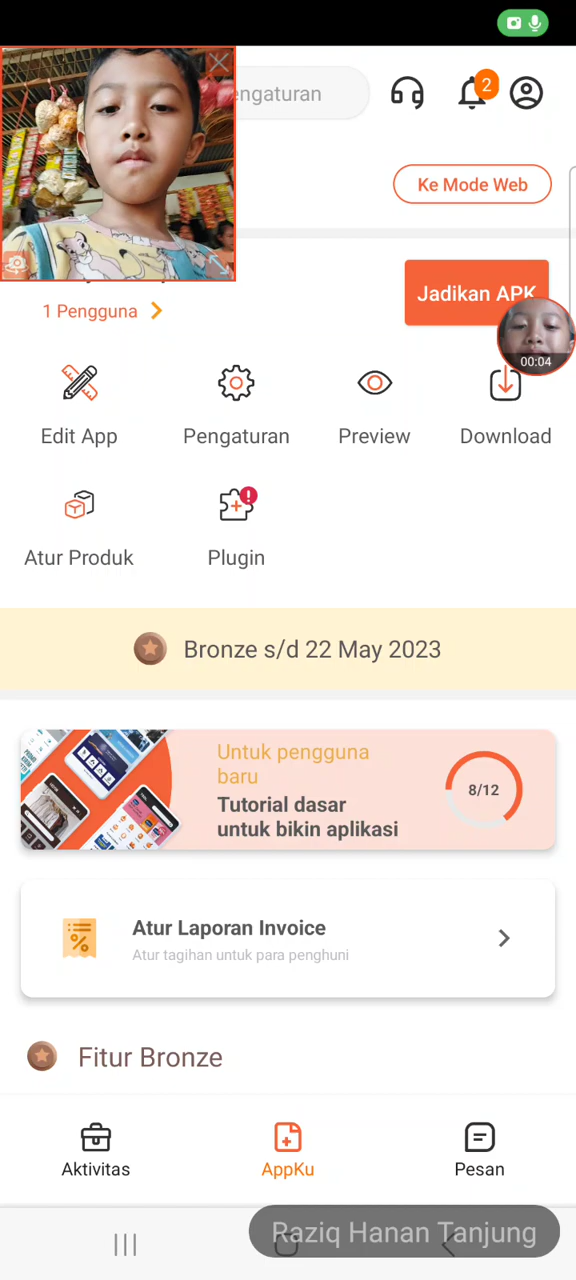 engaturan
2
Ke Mode Web
1 Pengguna
Jadikan APK
00:04
Edit App
Pengaturan
Preview
Download
Atur Produk
Plugin
Bronze s/d 22 May 2023
Untuk pengguna
baru
Tutorial dasar
untuk bikin aplikasi
8/12
Atur Laporan Invoice
Atur tagihan untuk para penghuni
Fitur Bronze
Aktivitas
AppKu
Pesan
Raziq Hanan Tanjung